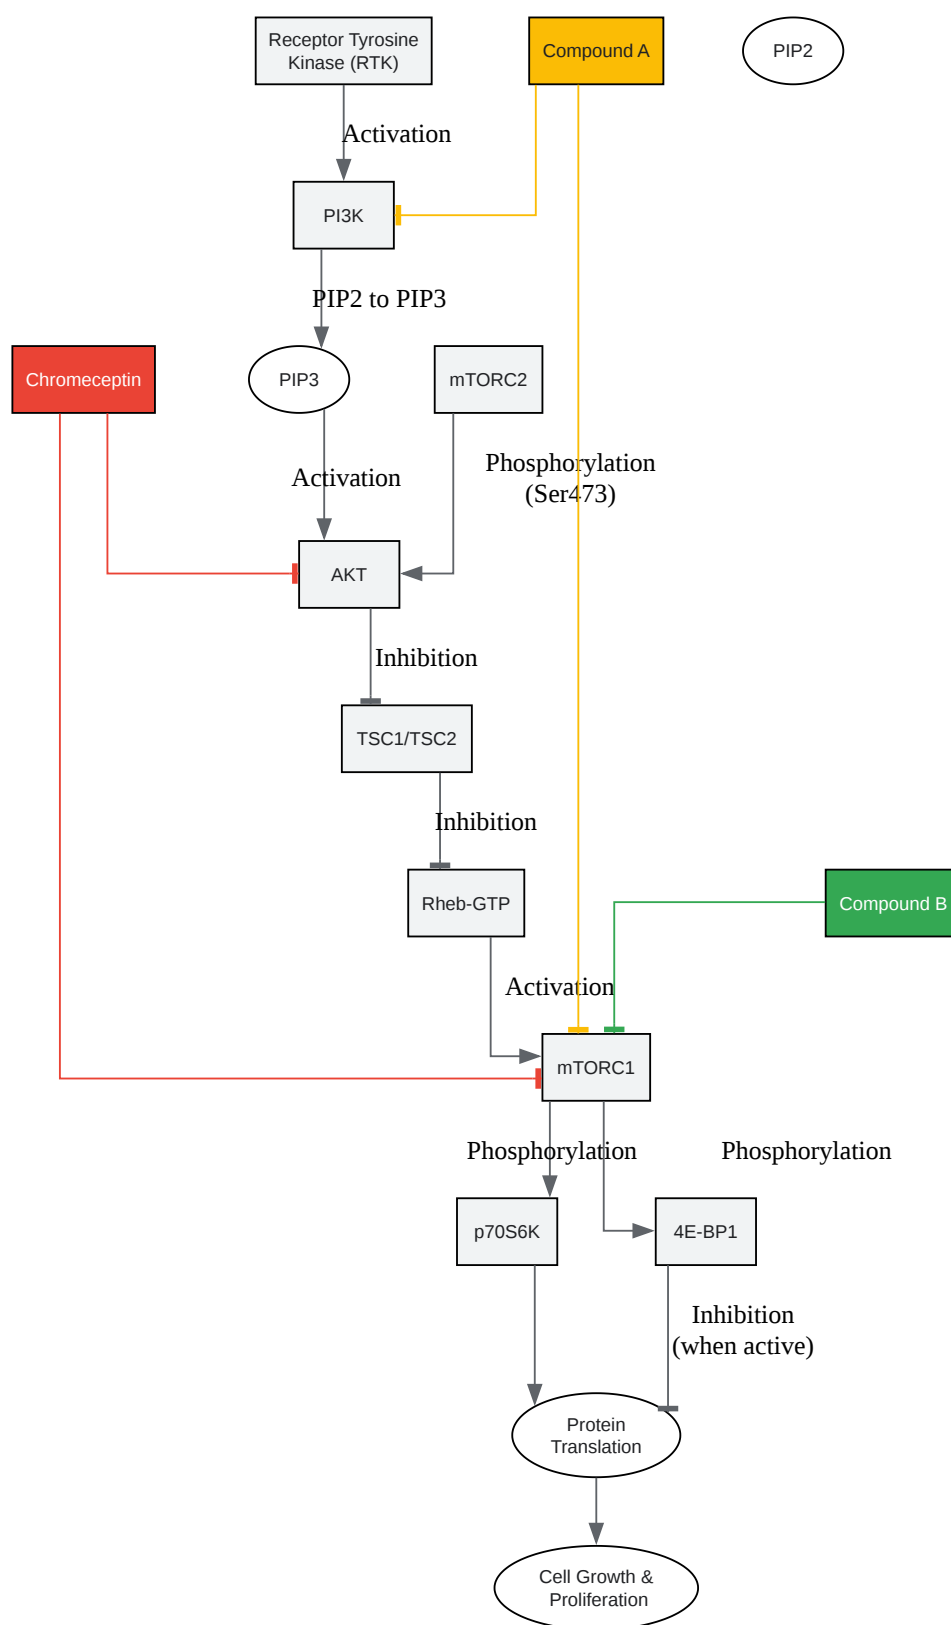 Receptor Tyrosine
Kinase (RTK)
Compound A
PIP2
Activation
PI3K
PIP2 to PIP3
Chromeceptin
PIP3
mTORC2
Activation
Phosphorylation
(Ser473)
AKT
Inhibition
TSC1/TSC2
Inhibition
Rheb-GTP
Compound B
Activation
mTORC1
Phosphorylation
Phosphorylation
p70S6K
4E-BP1
Inhibition
(when active)
Protein
Translation
Cell Growth &
Proliferation